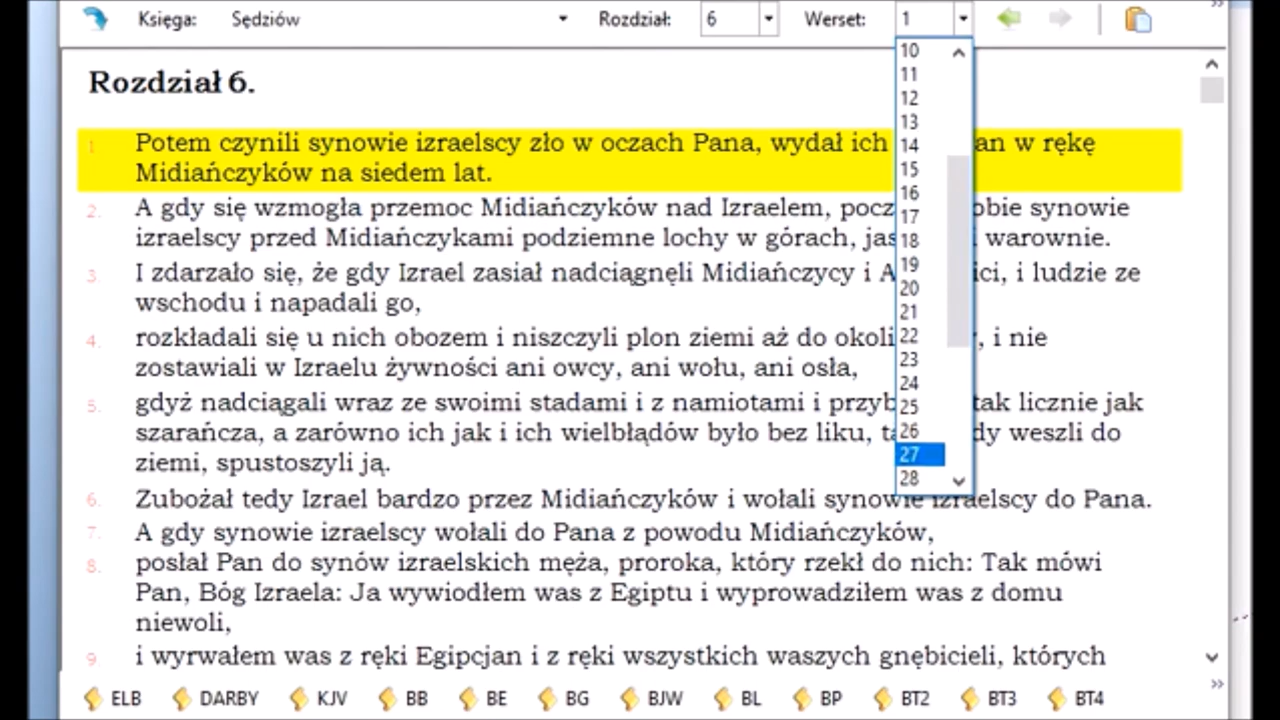 Księga: Sędziów Rozdział: 6 Werset: 1
Rozdział 6.
1 Potem czynili synowie izraelscy zło w oczach Pana, wydał ich an w rękę
Midiańczyków na siedem lat.
2. A gdy się wzmogła przemoc Midiańczyków nad Izraelem, pocz obie synowie
izraelscy przed Midiańczykami podziemne lochy w górach, jas i warownie.
3. I zdarzało się, że gdy Izrael zasiał nadciągnęli Midiańczycy i A ici, i ludzie ze
wschodu i napadali go,
4. rozkładali się u nich obozem i niszczyli plon ziemi aż do okoli y, i nie
zostawiali w Izraelu żywności ani owcy, ani wołu, ani osła,
5. gdyż nadciągali wraz ze swoimi stadami i z namiotami i przyb tak licznie jak
szarańcza, a zarówno ich jak i ich wielbłądów było bez liku, ta dy weszli do
ziemi, spustoszyli ją.
6. Zubożał tedy Izrael bardzo przez Midiańczyków i wołali synowie izraelscy do Pana.
7. A gdy synowie izraelscy wołali do Pana z powodu Midiańczyków,
8. posłał Pan do synów izraelskich męża, proroka, który rzekł do nich: Tak mówi
Pan, Bóg Izraela: Ja wywiodłem was z Egiptu i wyprowadziłem was z domu
niewoli,
9. i wyrwałem was z ręki Egipcjan i z ręki wszystkich waszych gnębicieli, których
10
11
12
13
14
15
16
17
18
19
20
21
22
23
24
25
26
27
28
ELB DARBY KJV BB BE BG BJW BL BP BT2 BT3 BT4